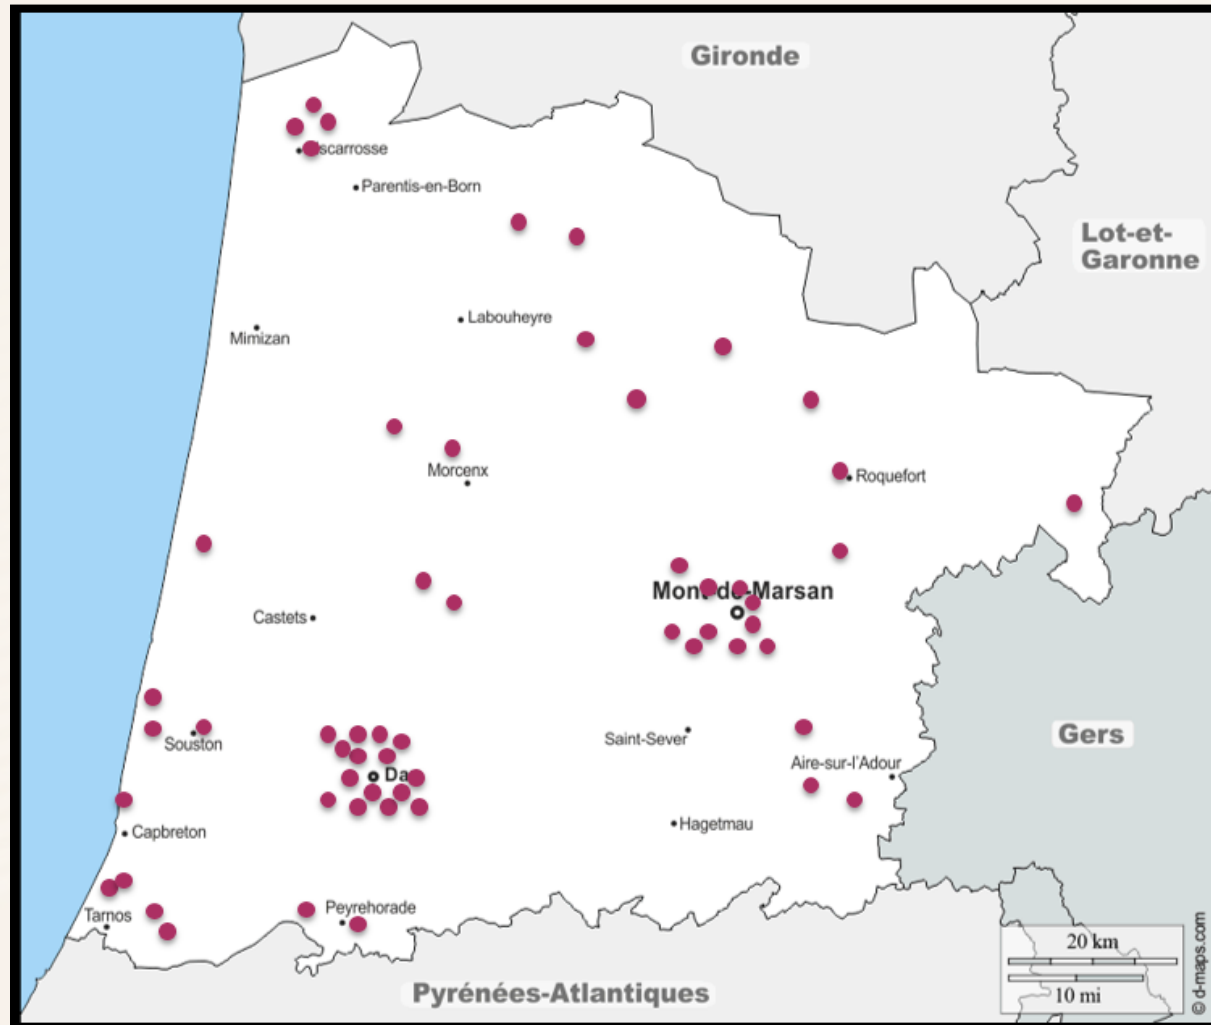 Gironde
scarrosse
Parentis-en-Born
Lot-et-
Garonne
Labouheyre
Mimizan
Morcenx
Roquefort
Mont-de-Marsan
Castets
Souston
Saint-Sever
Gers
Aire-sur-l'Adour
Da
Capbreton
Hagetmau
Peyrehorade
Tarnos
20 km
10 mi
Pyrénées-Atlantiques
© d-maps.com